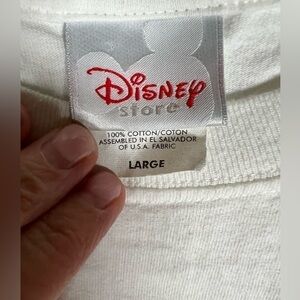 Disney
store
100% COTTON/COTON
ASSEMBLED IN EL SALVADOR
OF U.S.A. FABRIC
LARGE